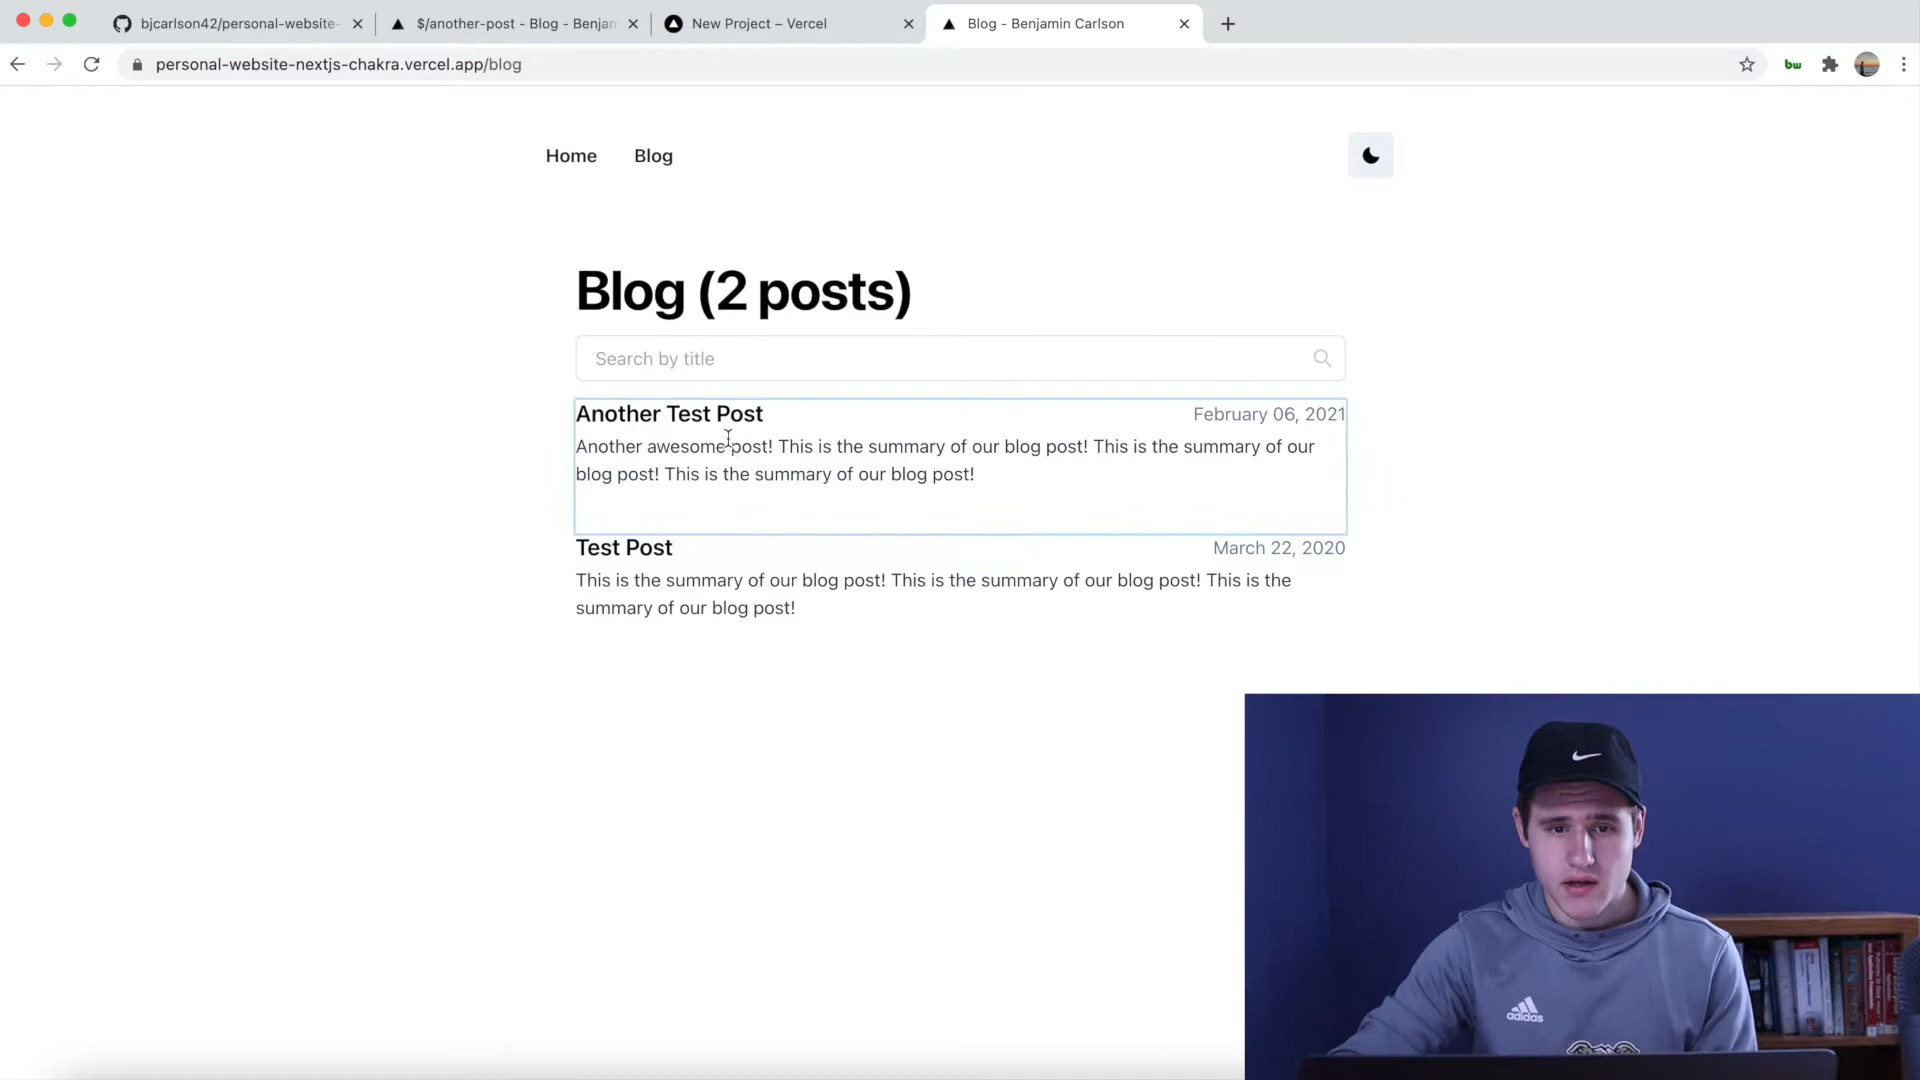 bjcarlson42/personal-website-
$/another-post - Blog - Benjam
New Project – Vercel
Blog - Benjamin Carlson
personal-website-nextjs-chakra.vercel.app/blog
bw
Home Blog
Blog (2 posts)
Search by title
Another Test Post February 06, 2021
Another awesome post! This is the summary of our blog post! This is the summary of our
blog post! This is the summary of our blog post!
Test Post March 22, 2020
This is the summary of our blog post! This is the summary of our blog post! This is the
summary of our blog post!
adidas